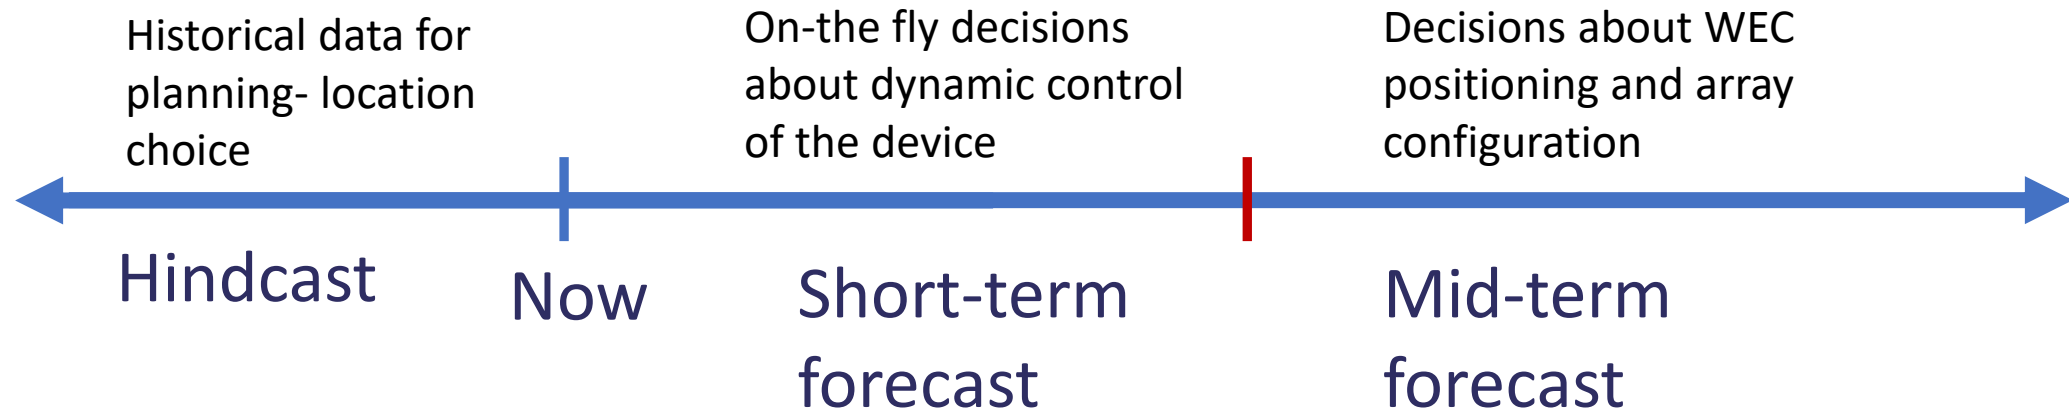 Historical data for
planning- location
choice
On-the fly decisions
about dynamic control
of the device
Decisions about WEC
positioning and array
configuration
Hindcast
Now
Short-term
forecast
Mid-term
forecast